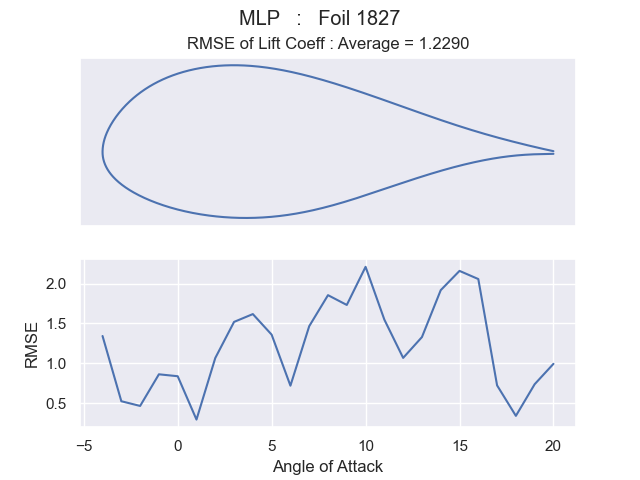 MLP : Foil 1827
RMSE of Lift Coeff : Average = 1.2290
2.0
1.5
1.0
0.5
RMSE
−5 0 5 10 15 20
Angle of Attack